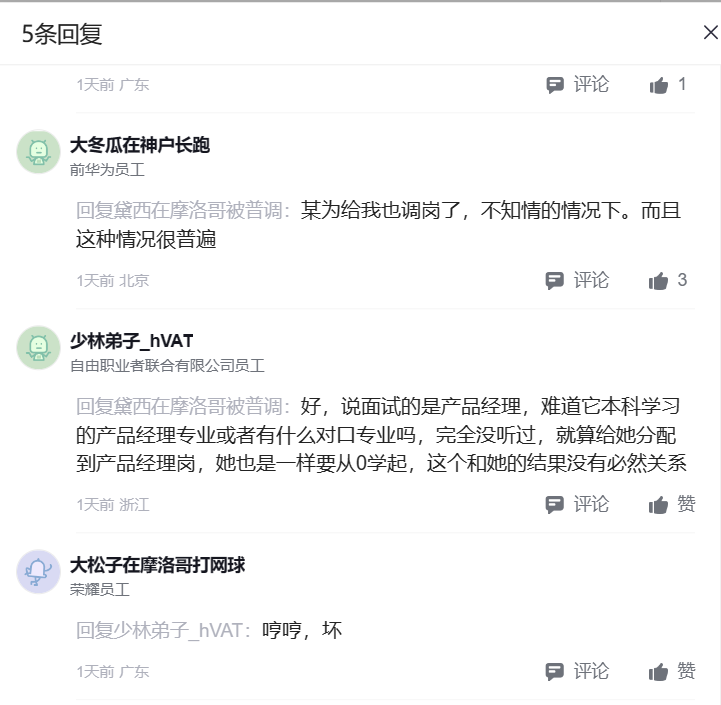 5条回复
1天前 广东
评论
1
大冬瓜在神户长跑
前华为员工
回复黛西在摩洛哥被普调：某为给我也调岗了，不知情的情况下。而且
这种情况很普遍
1天前 北京
评论
3
少林弟子_hVAT
自由职业者联合有限公司员工
回复黛西在摩洛哥被普调：好，说面试的是产品经理，难道它本科学习
的产品经理专业或者有什么对口专业吗，完全没听过，就算给她分配
到产品经理岗，她也是一样要从0学起，这个和她的结果没有必然关系
1天前 浙江
评论
赞
大松子在摩洛哥打网球
荣耀员工
回复少林弟子_hVAT：哼哼，坏
1天前 广东
评论
赞